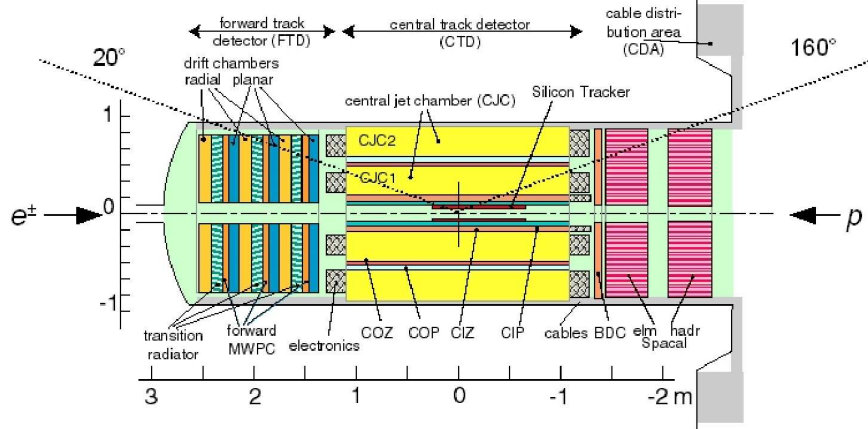 forward track
detector (FTD)
central track detector
(CTD)
cable distri-
bution area
(CDA)
20°
160°
drift chambers
radial planar
Silicon Tracker
central jet chamber (CJC)
1
CJC2
CJC1
0
e±
p
-1
transition
radiator
forward
MWPC
electronics
COZ
COP
CIZ
CIP
cables
BDC
elm hadr
Spacal
3 2 1 0 -1 -2 m